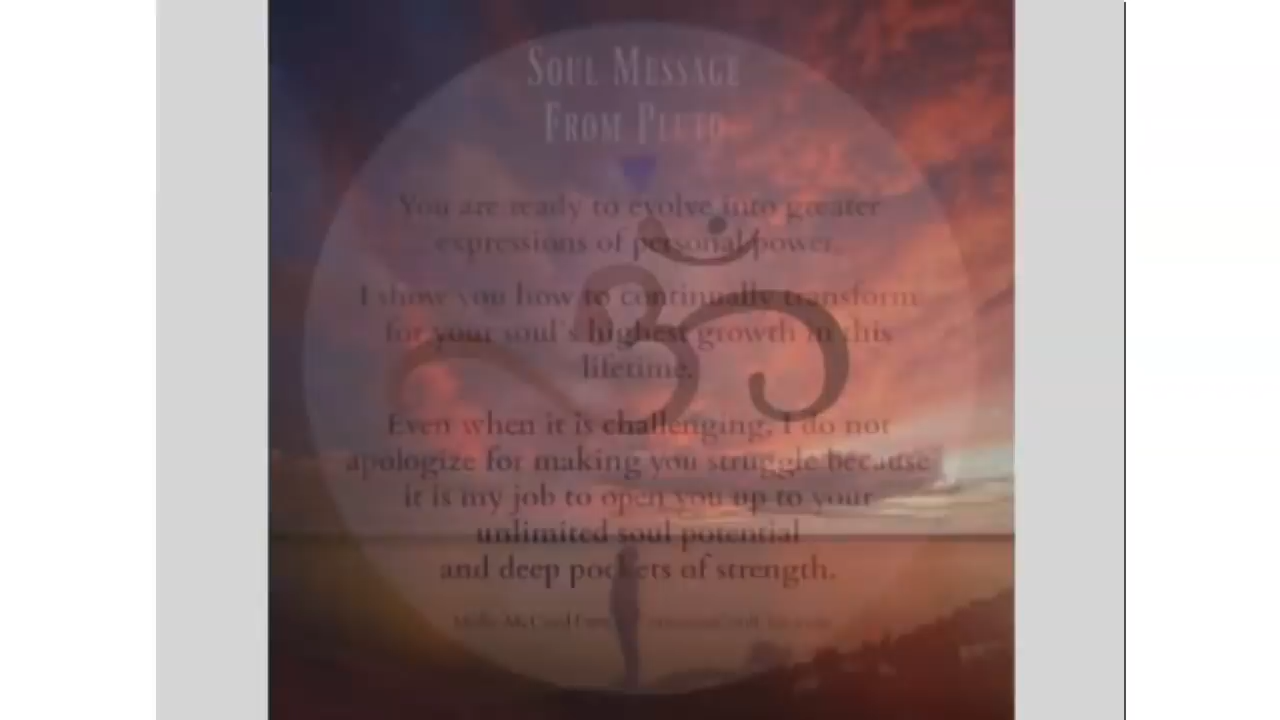 SOUL MESSAGE
FROM PLUTO
You are ready to evolve into greater
expressions of personal power.
I show you how to continually transform
for your soul's highest growth in this
lifetime.
Even when it is challenging, I do not
apologize for making you struggle because
it is my job to open you up to your
unlimited soul potential
and deep pockets of strength.
Molly McCord
ॐ